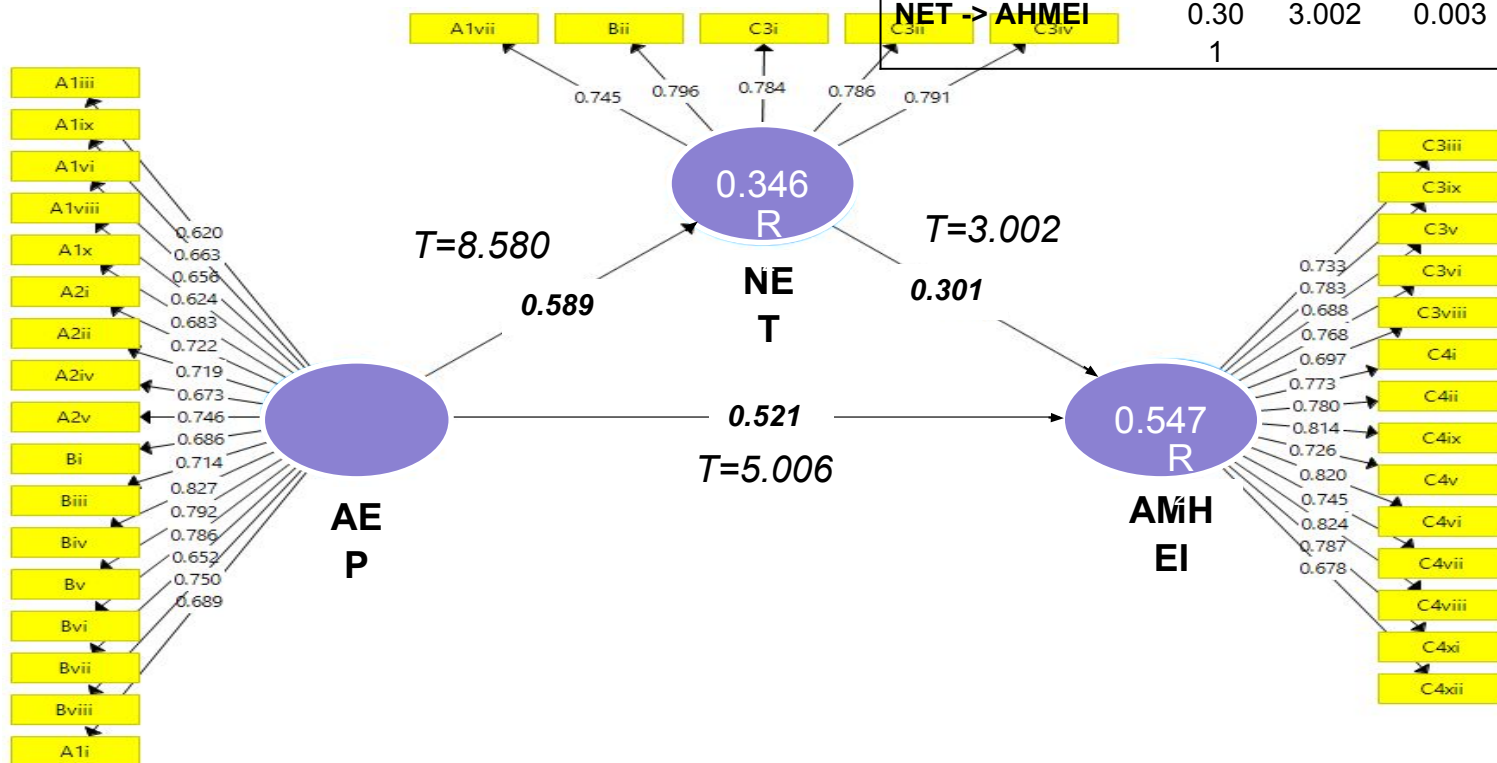 NET -> AHMEI 0.30 3.002 0.003
1
A1vii Bii C3i C3ii C3iv
0.745 0.796 0.784 0.786 0.791
A1iii
A1ix
A1vi
A1viii
A1x
A2i
A2ii
A2iv
A2v
Bi
Biii
Biv
Bv
Bvi
Bvii
Bviii
A1i
0.620
0.663
0.656
0.624
0.683
0.722
0.719
0.673
0.746
0.686
0.714
0.827
0.792
0.786
0.652
0.750
0.689
AE
P
T=8.580
0.589
0.346
R
NE
T
T=3.002
0.301
0.521
T=5.006
0.547
R
AMH
EI
0.733
0.783
0.688
0.768
0.697
0.773
0.780
0.814
0.726
0.820
0.745
0.824
0.787
0.678
C3iii
C3ix
C3v
C3vi
C3viii
C4i
C4ii
C4ix
C4v
C4vi
C4vii
C4viii
C4xi
C4xii